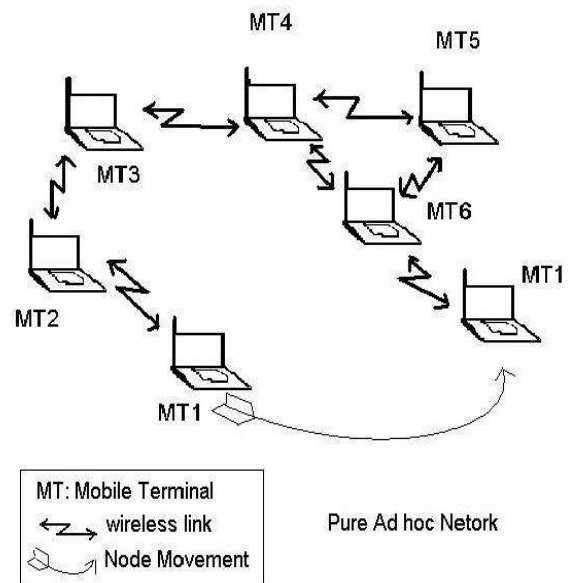 MT4
MT5
MT3
MT6
MT2
MT1
MT1
MT: Mobile Terminal
wireless link
Node Movement
Pure Ad hoc Netork